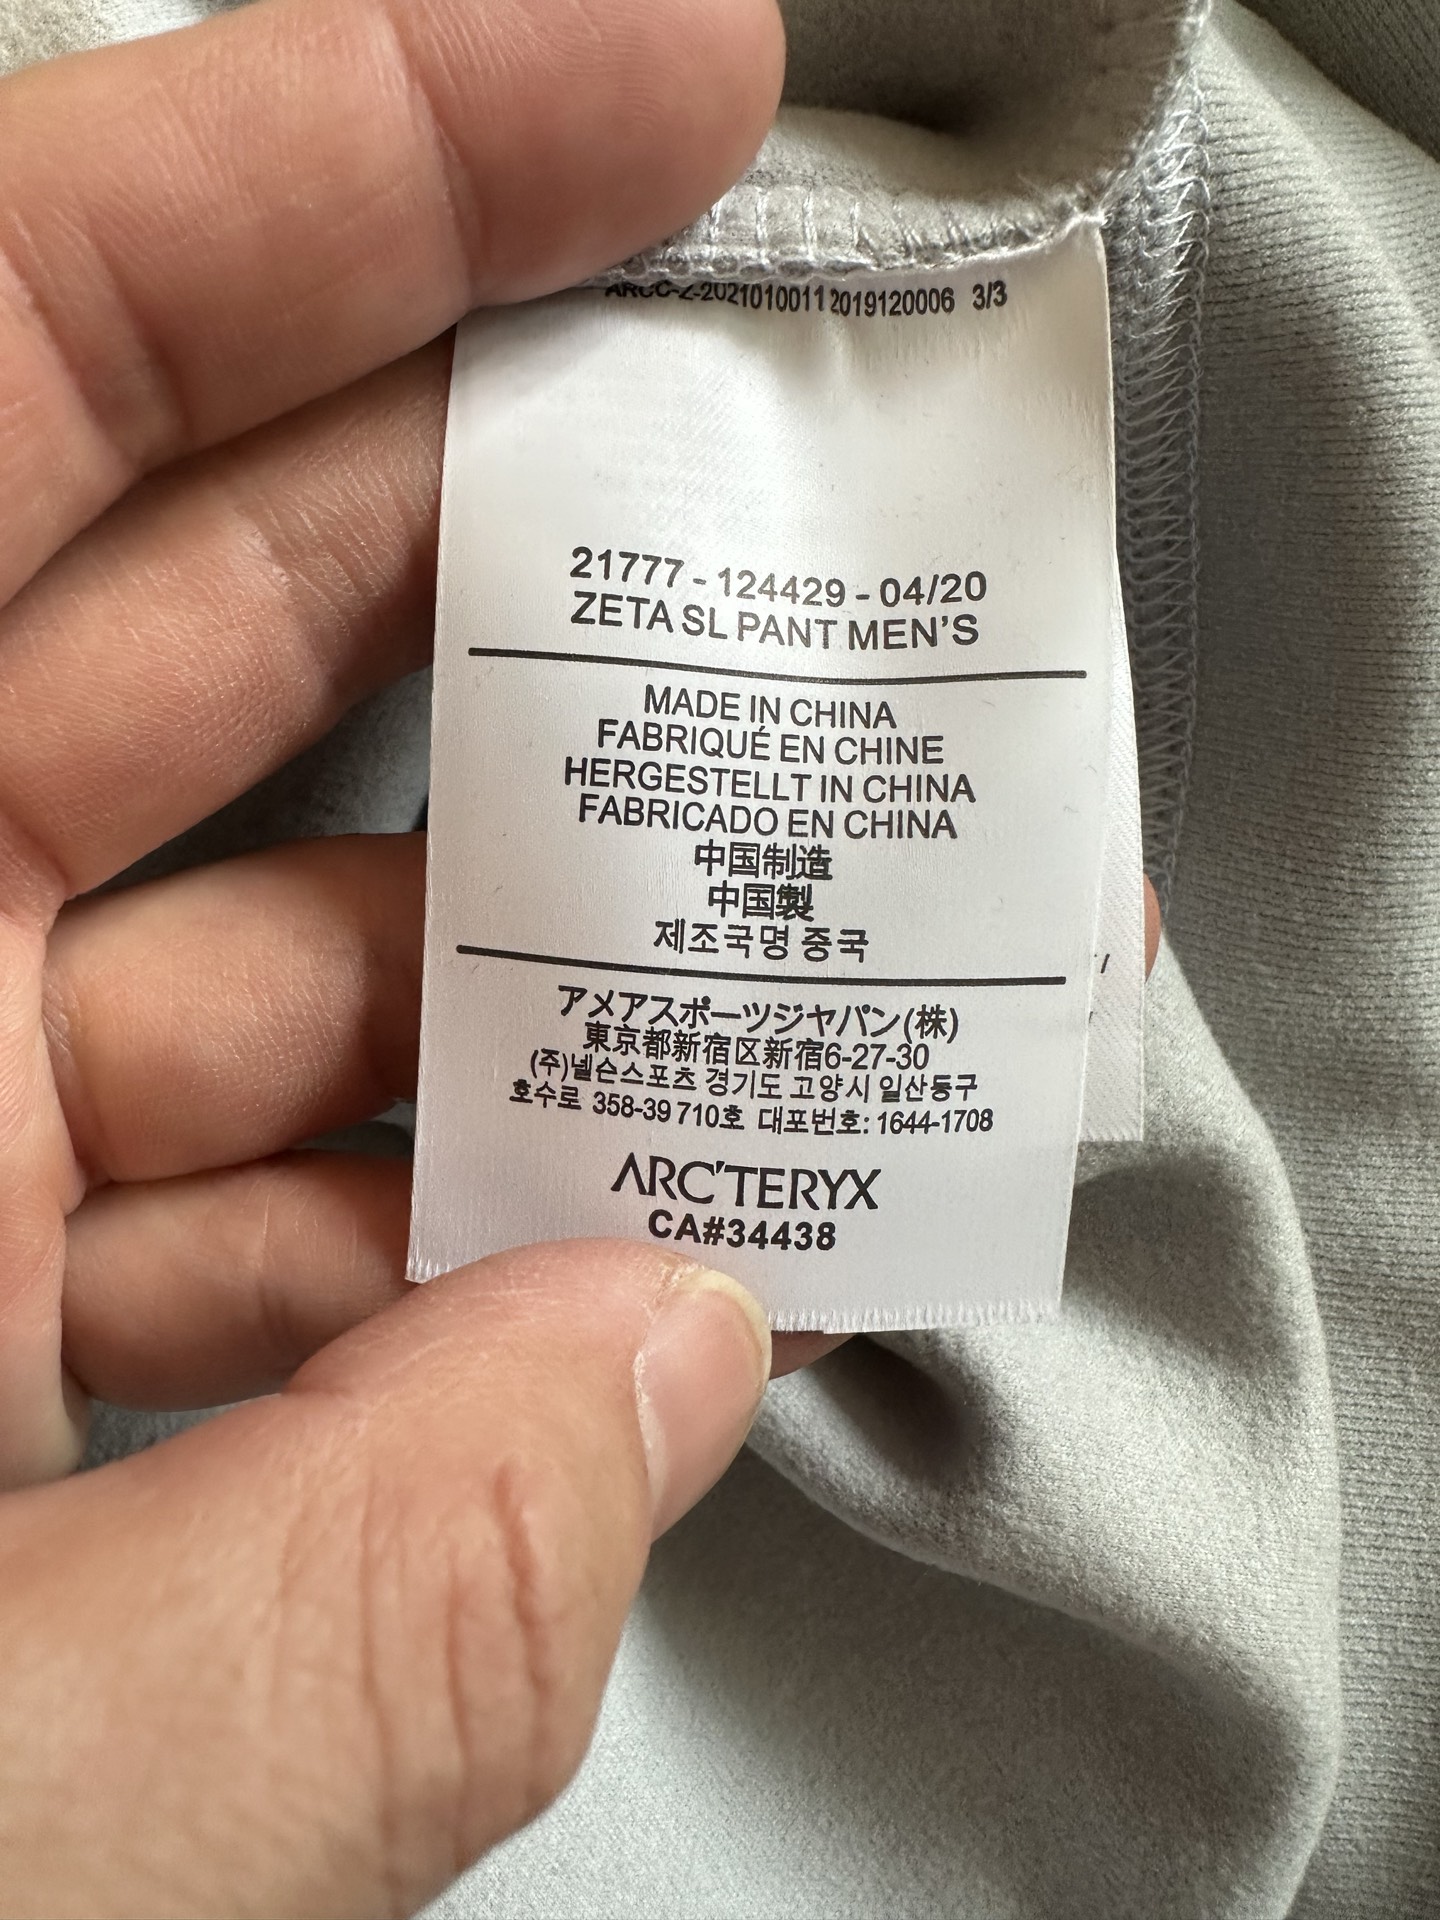 ARCC-Z-2021010011 2019120006 3/3
21777 - 124429 - 04/20
ZETA SL PANT MEN'S
MADE IN CHINA
FABRIQUÉ EN CHINE
HERGESTELLT IN CHINA
FABRICADO EN CHINA
中国制造
中国製
제조국명 중국
アメアスポーツジャパン(株)
東京都新宿区新宿6-27-30
(주)넬슨스포츠 경기도 고양시 일산동구
호수로 358-39 710호 대포번호: 1644-1708
ARC'TERYX
CA#34438